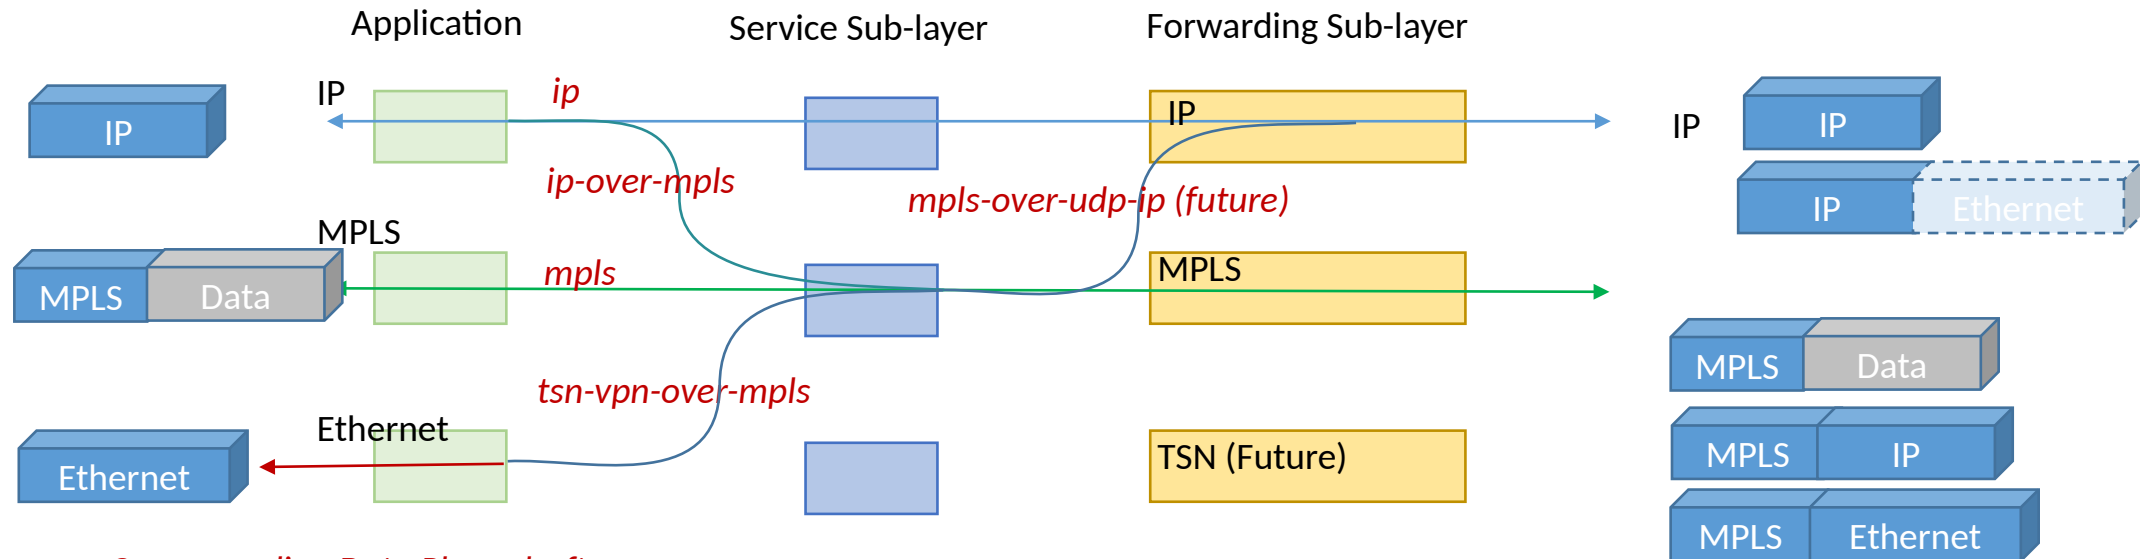 Application
Service Sub-layer
Forwarding Sub-layer
IP
IP
ip
IP
IP
IP
ip-over-mpls
mpls-over-udp-ip (future)
IP
Ethernet
MPLS
MPLS
Data
mpls
MPLS
MPLS
Data
tsn-vpn-over-mpls
Ethernet
Ethernet
TSN (Future)
MPLS
IP
MPLS
Ethernet